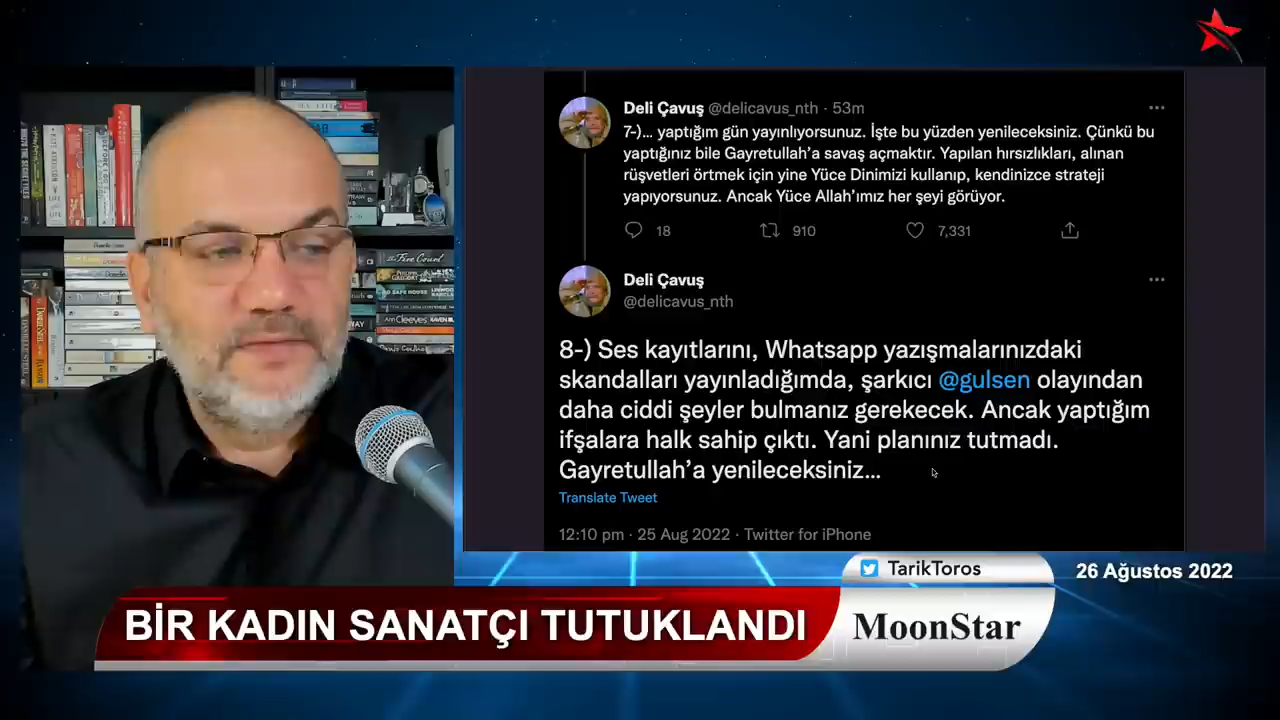 Deli Çavuş @delicavus_nth · 53m
7-)... yaptığım gün yayınlıyorsunuz. İşte bu yüzden yenileceksiniz. Çünkü bu
yaptığınız bile Gayretullah’a savaş açmaktır. Yapılan hırsızlıkları, alınan
rüşvetleri örtmek için yine Yüce Dinimizi kullanıp, kendinizce strateji
yapıyorsunuz. Ancak Yüce Allah’ımız her şeyi görüyor.
18 910 7,331
Deli Çavuş
@delicavus_nth
8-) Ses kayıtlarını, Whatsapp yazışmalarınızdaki
skandalları yayınladığımda, şarkıcı @gulsen olayından
daha ciddi şeyler bulmanız gerekecek. Ancak yaptığım
ifşalara halk sahip çıktı. Yani planınız tutmadı.
Gayretullah’a yenileceksiniz...
Translate Tweet
12:10 pm · 25 Aug 2022 · Twitter for iPhone
TarikToros
26 Ağustos 2022
BİR KADIN SANATÇI TUTUKLANDI
MoonStar